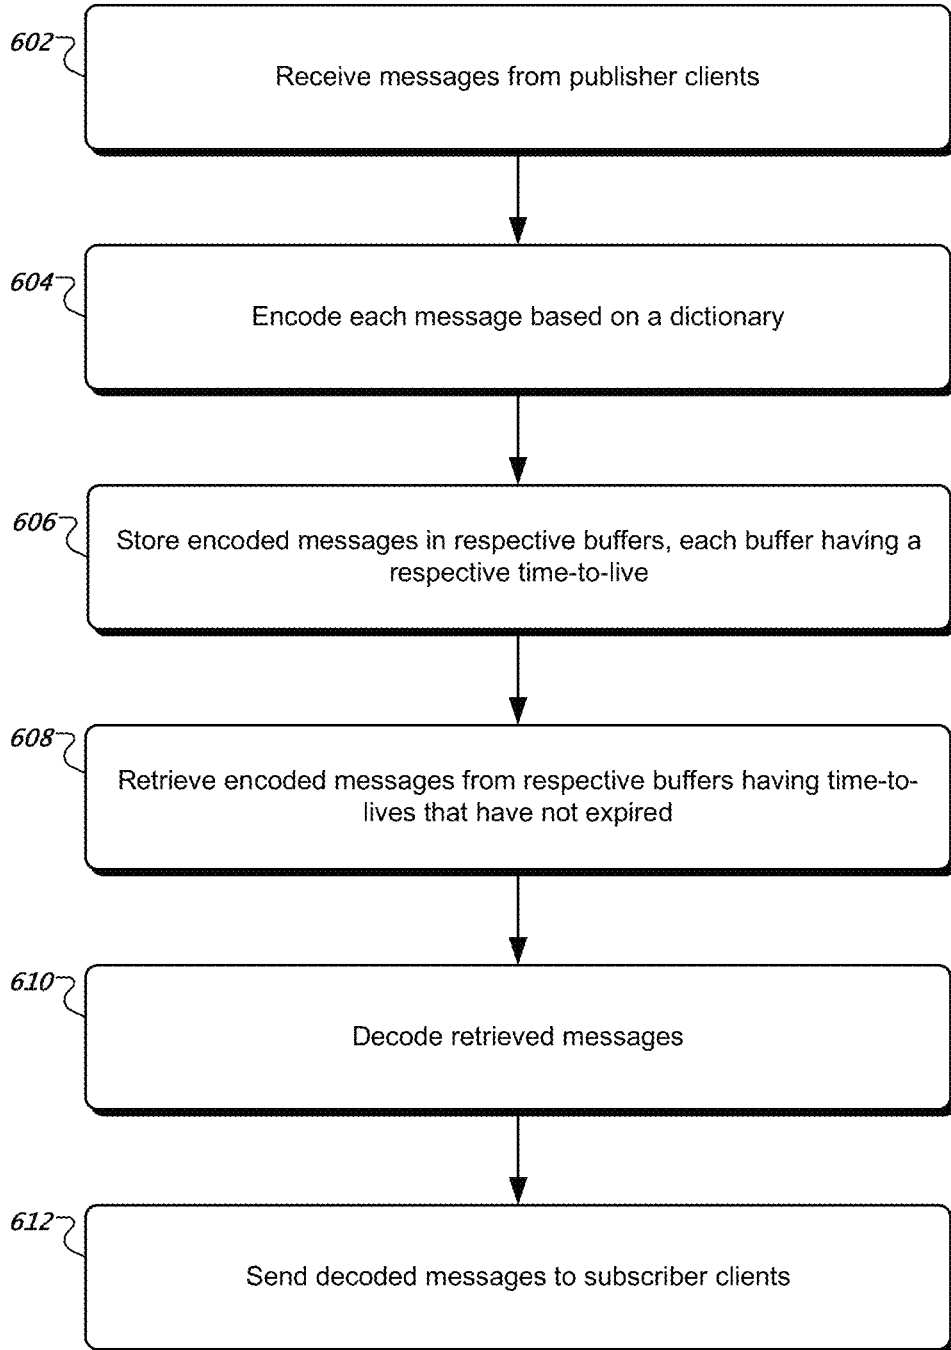 602
Receive messages from publisher clients
604
Encode each message based on a dictionary
606
Store encoded messages in respective buffers, each buffer having a
respective time-to-live
608
Retrieve encoded messages from respective buffers having time-to-
lives that have not expired
610
Decode retrieved messages
612
Send decoded messages to subscriber clients